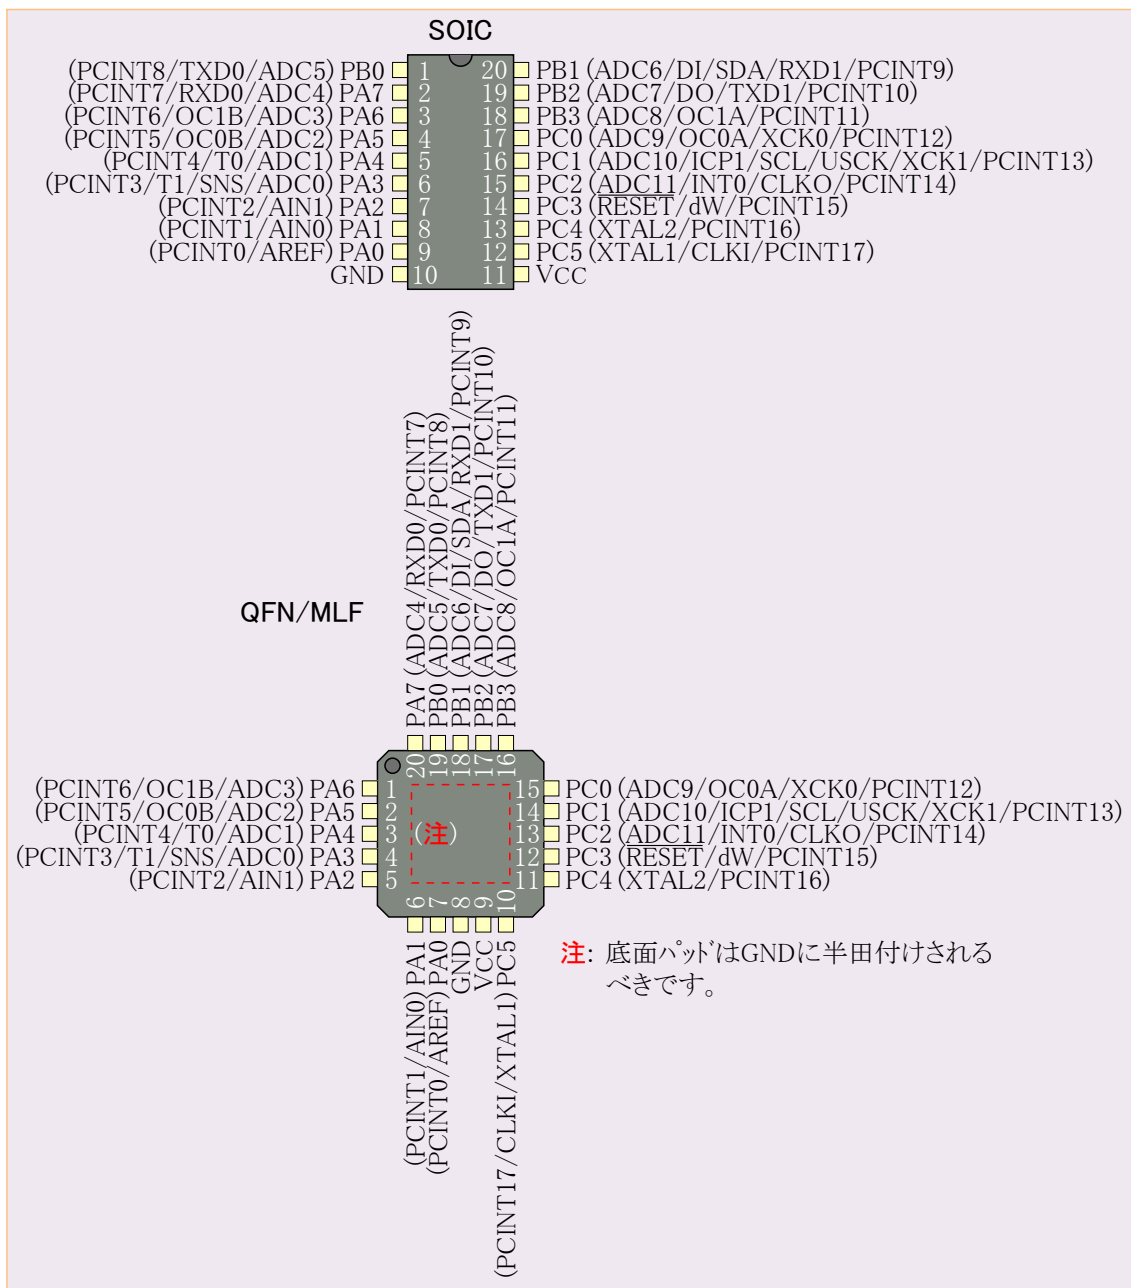 SOIC
(PCINT8/TXD0/ADC5) PB0 1 20 PB1 (ADC6/DI/SDA/RXD1/PCINT9)
(PCINT7/RXD0/ADC4) PA7 2 19 PB2 (ADC7/DO/TXD1/PCINT10)
(PCINT6/OC1B/ADC3) PA6 3 18 PB3 (ADC8/OC1A/PCINT11)
(PCINT5/OC0B/ADC2) PA5 4 17 PC0 (ADC9/OC0A/XCK0/PCINT12)
(PCINT4/T0/ADC1) PA4 5 16 PC1 (ADC10/ICP1/SCL/USCK/XCK1/PCINT13)
(PCINT3/T1/SNS/ADC0) PA3 6 15 PC2 (ADC11/INT0/CLKO/PCINT14)
(PCINT2/AIN1) PA2 7 14 PC3 (RESET/dW/PCINT15)
(PCINT1/AIN0) PA1 8 13 PC4 (XTAL2/PCINT16)
(PCINT0/AREF) PA0 9 12 PC5 (XTAL1/CLKI/PCINT17)
GND 10 11 VCC
QFN/MLF
PA7 (ADC4/RXD0/PCINT7)
PB0 (ADC5/TXD0/PCINT8)
PB1 (ADC6/DI/SDA/RXD1/PCINT9)
PB2 (ADC7/DO/TXD1/PCINT10)
PB3 (ADC8/OC1A/PCINT11)
20 19 18 17 16
(PCINT6/OC1B/ADC3) PA6 1 15 PC0 (ADC9/OC0A/XCK0/PCINT12)
(PCINT5/OC0B/ADC2) PA5 2 14 PC1 (ADC10/ICP1/SCL/USCK/XCK1/PCINT13)
(PCINT4/T0/ADC1) PA4 3 (注) 13 PC2 (ADC11/INT0/CLKO/PCINT14)
(PCINT3/T1/SNS/ADC0) PA3 4 12 PC3 (RESET/dW/PCINT15)
(PCINT2/AIN1) PA2 5 11 PC4 (XTAL2/PCINT16)
6 7 8 9 10
(PCINT1/AIN0) PA1
(PCINT0/AREF) PA0
GND
VCC
(PCINT17/CLKI/XTAL1) PC5
注: 底面ﾊﾟｯﾄﾞはGNDに半田付けされる
べきです。